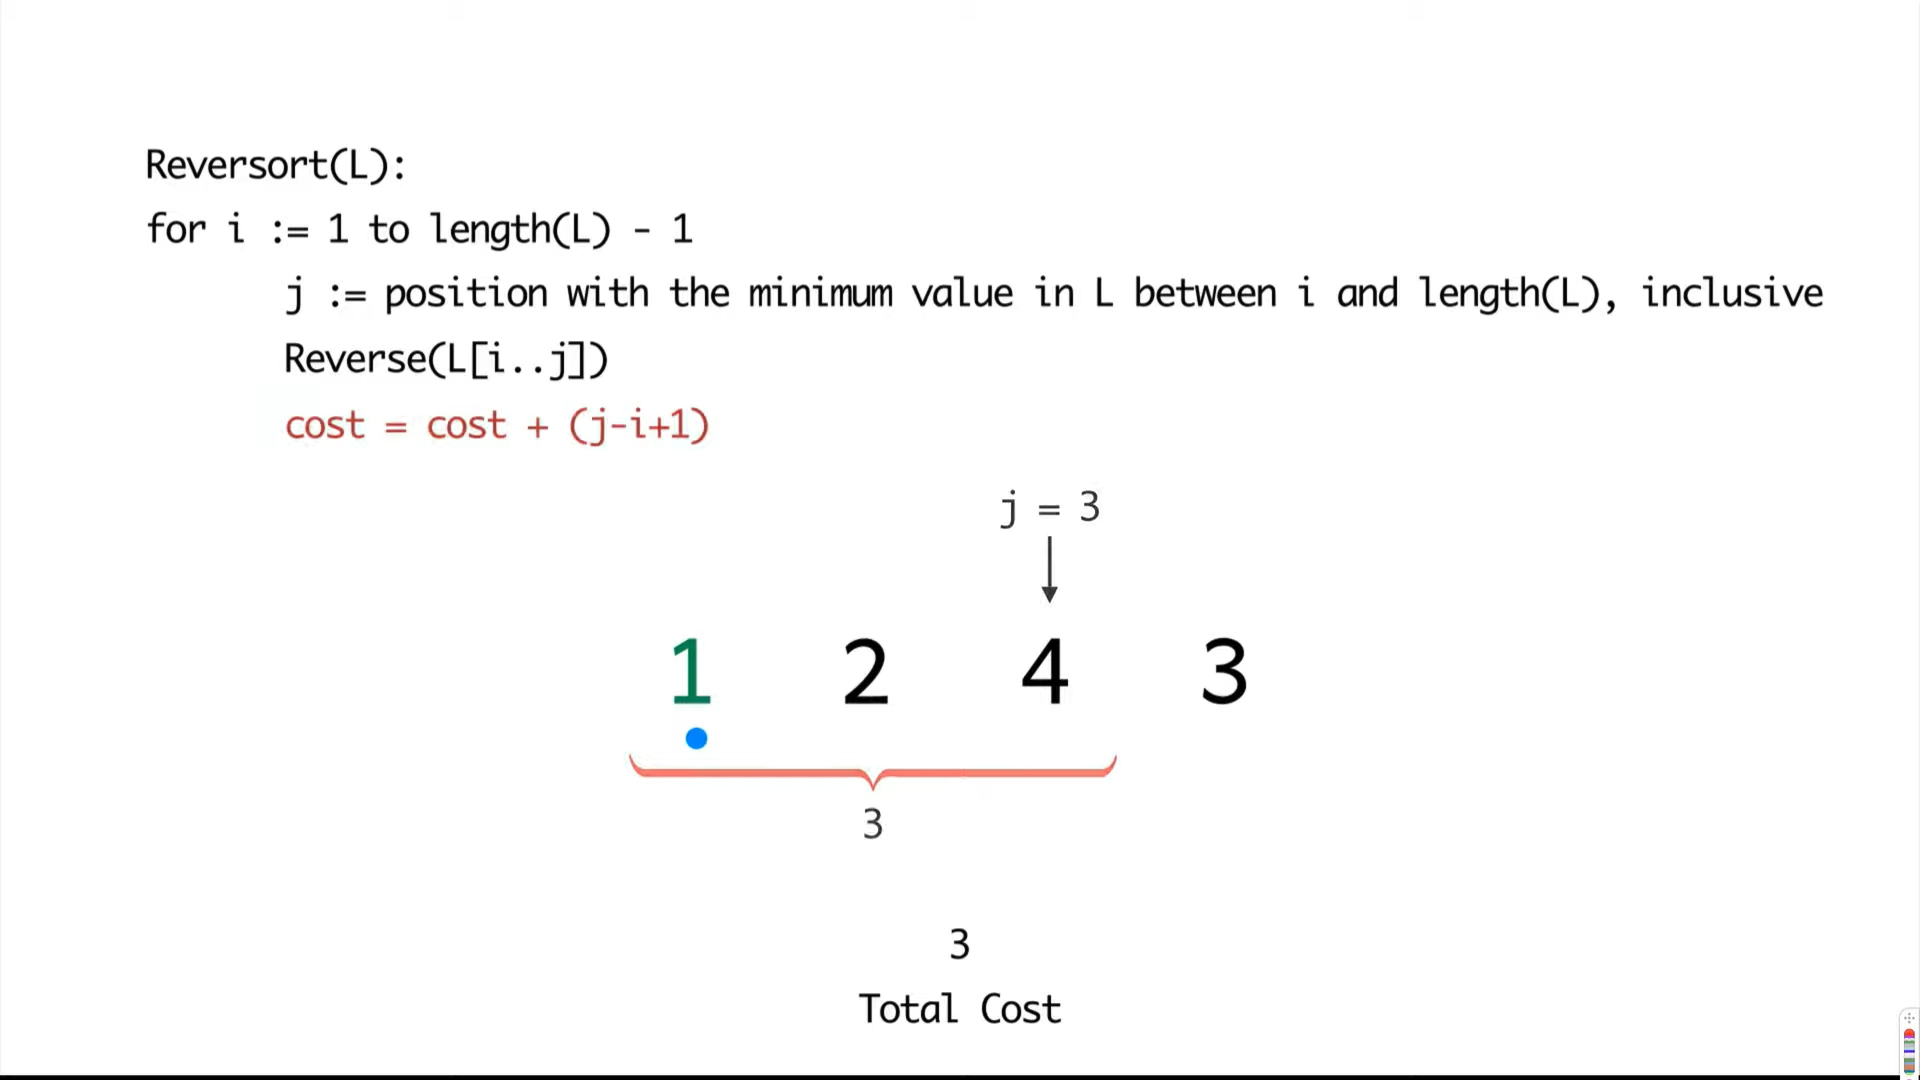 Reversort(L):
for i := 1 to length(L) - 1
j := position with the minimum value in L between i and length(L), inclusive
Reverse(L[i..j])
cost = cost + (j-i+1)
j = 3
1 2 4 3
3
3
Total Cost